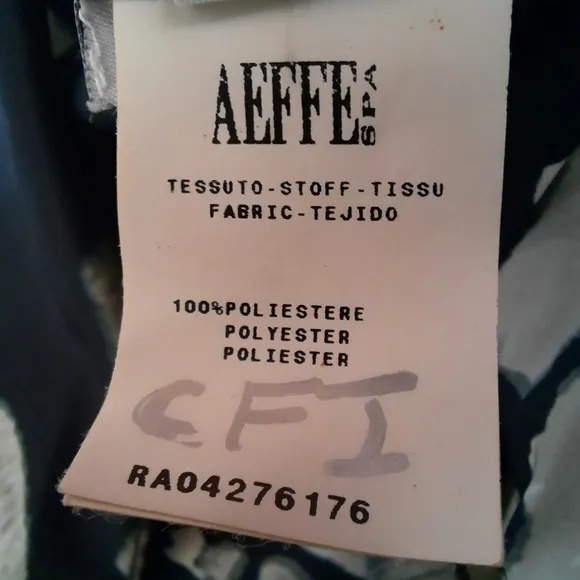 AEFFE SPA
TESSUTO-STOFF-TISSU
FABRIC-TEJIDO
100%POLIESTERE
POLYESTER
POLIESTER
CFI
RA04276176